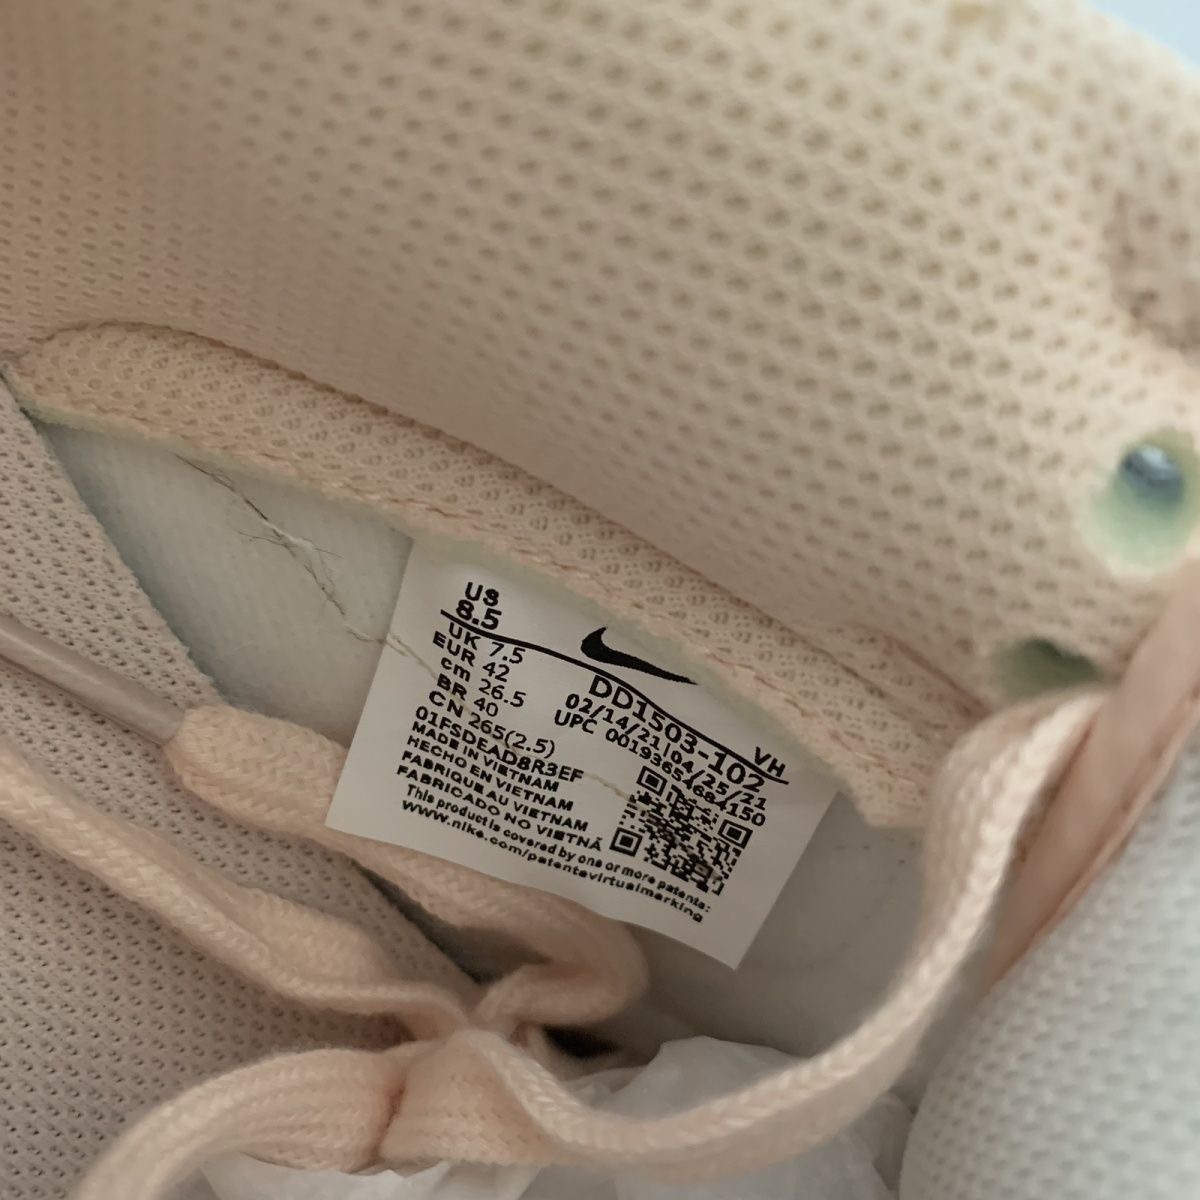 US
8.5
UK 7.5
EUR 42
cm 26.5
BR 40
CN 265(2.5)
01FSDEAD8R3EF
MADE IN VIETNAM
HECHO EN VIETNAM
FABRIQUE AU VIETNAM
FABRICADO NO VIETNÃ
This product is covered by one or more patents:
www.nike.com/patentsvirtualmarking
DD1503-102 VH
02/14/21 | 04/25/21
UPC 00193654684150